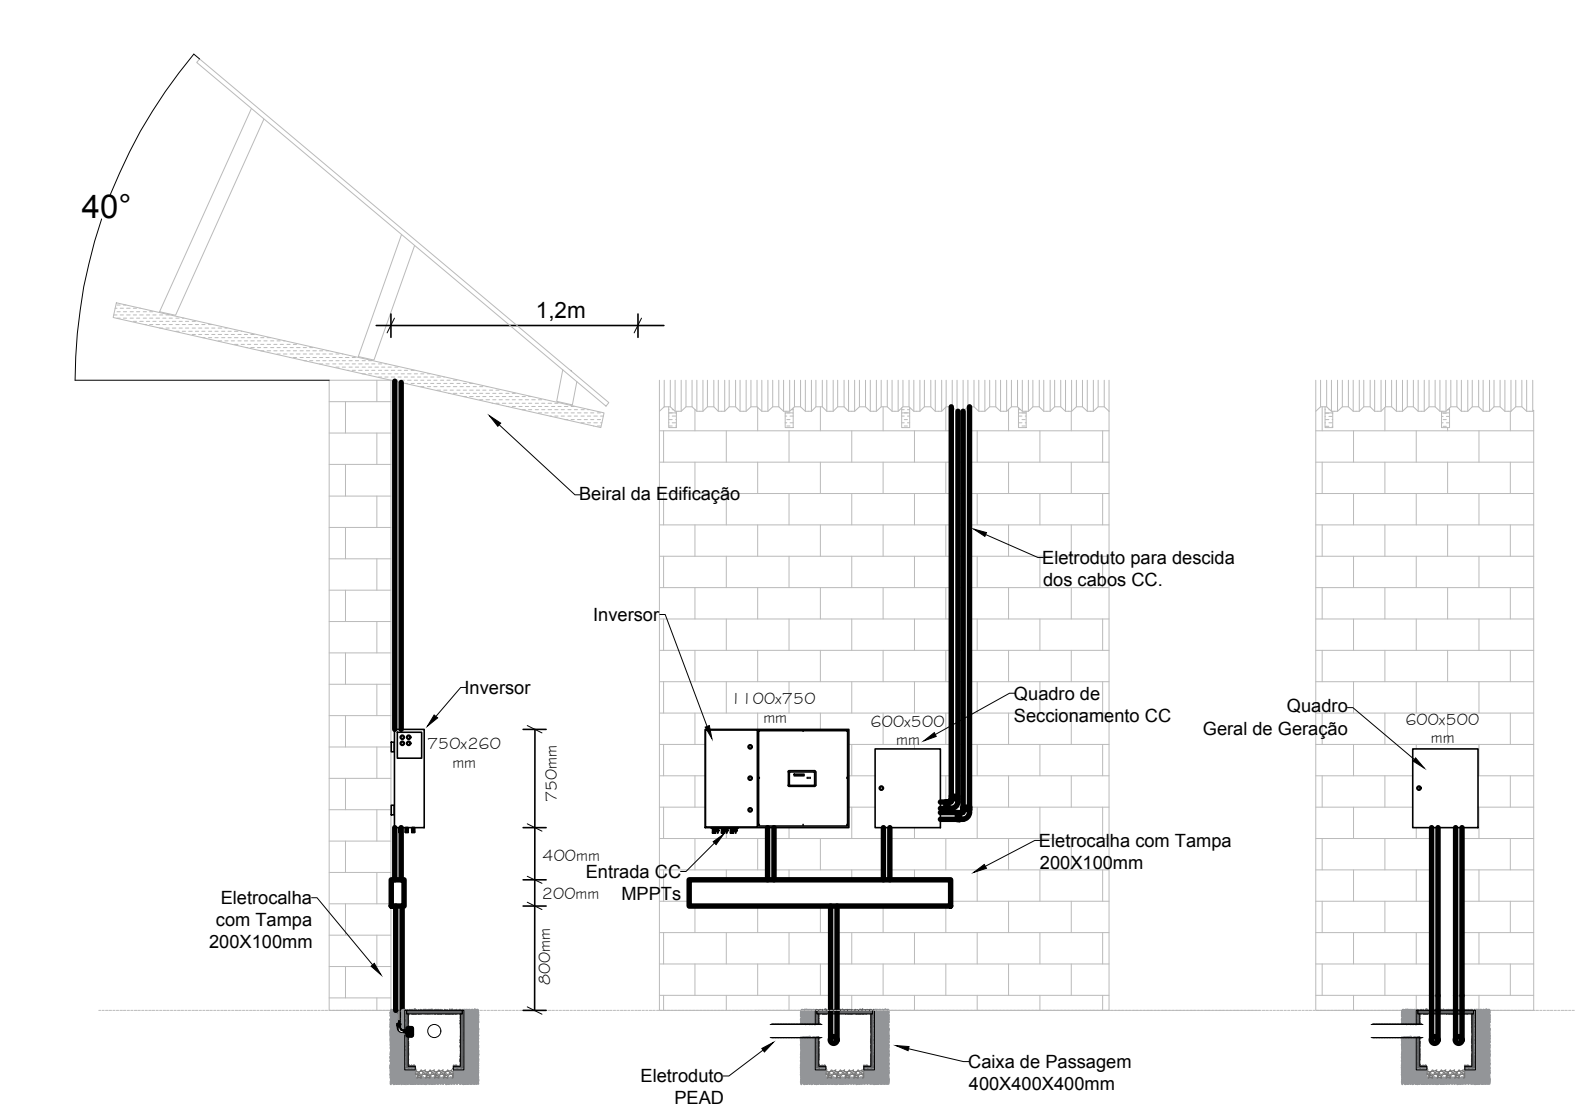 40°
1,2m
Beiral da Edificação
Eletroduto para descida
dos cabos CC.
Inversor
Inversor
1100x750
mm
Quadro de
Seccionamento CC
600x500
mm
Quadro
Geral de Geração
600x500
mm
750x260
mm
750mm
400mm
200mm
800mm
Entrada CC
MPPTs
Eletrocalha com Tampa
200X100mm
Eletrocalha
com Tampa
200X100mm
Eletroduto
PEAD
Caixa de Passagem
400X400X400mm